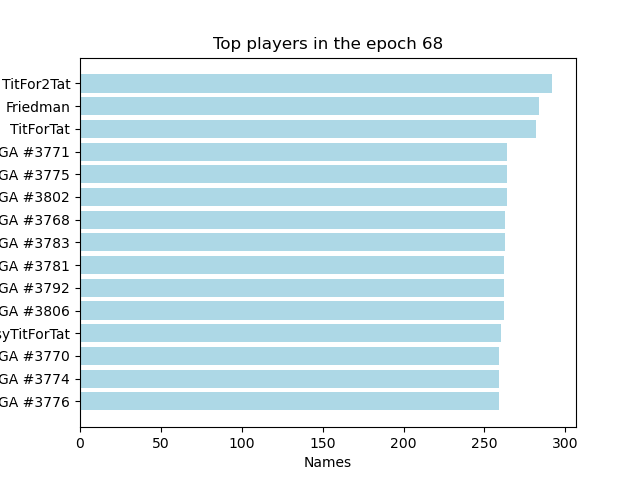 Top players in the epoch 68
TitFor2Tat
Friedman
TitForTat
GA #3771
GA #3775
GA #3802
GA #3768
GA #3783
GA #3781
GA #3792
GA #3806
syTitForTat
GA #3770
GA #3774
GA #3776
0 50 100 150 200 250 300
Names